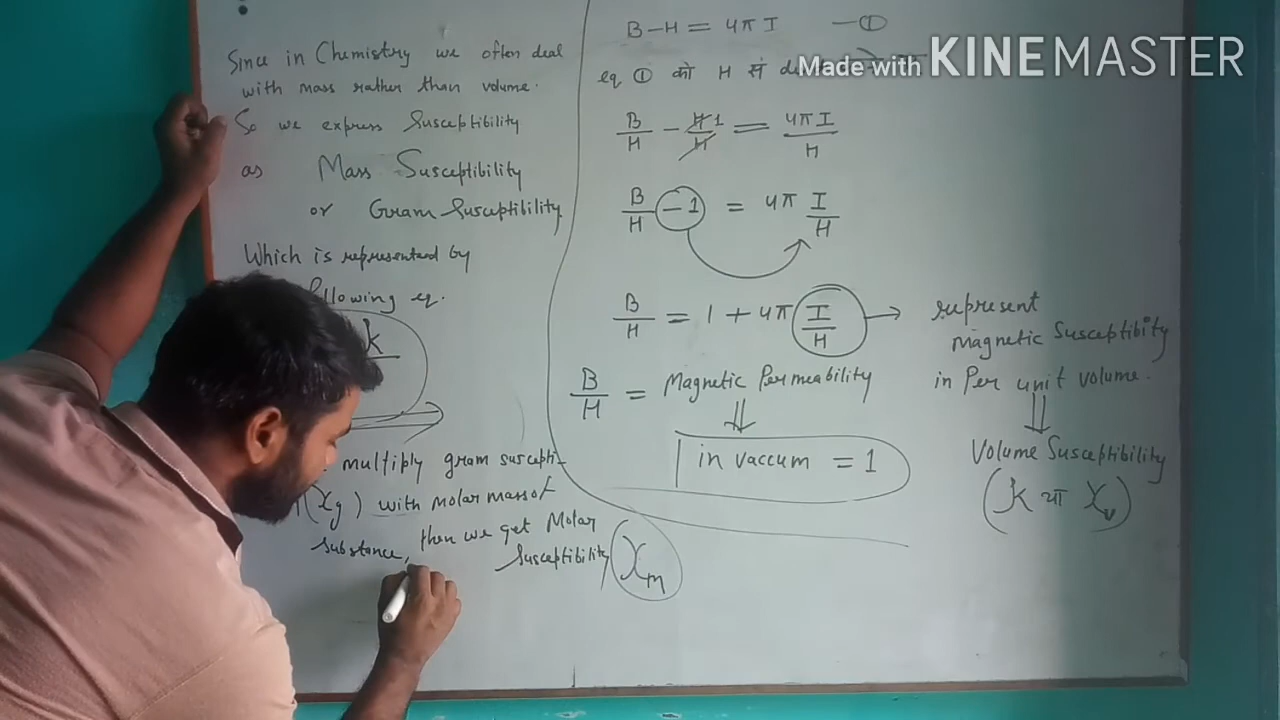 Since in Chemistry we often deal
with mass rather than volume.
So we express Susceptibility
as Mass Susceptibility
or Gram Susceptibility
Which is represented by
following eq.
k
multiply gram suscepti-
(χg) with molar mass of
substance, then we get Molar
Susceptibility χm
B-H = 4πI —①
eq ① को H से
B/H - H/H 1 = 4πI/H
B/H - 1 = 4π I/H
B/H = 1 + 4π I/H → represent
magnetic Susceptibity
in Per unit volume.
B/H = Magnetic Permeability
⇓
in vaccum = 1
⇓
Volume Susceptibility
(k या χv)
Made with KINEMASTER